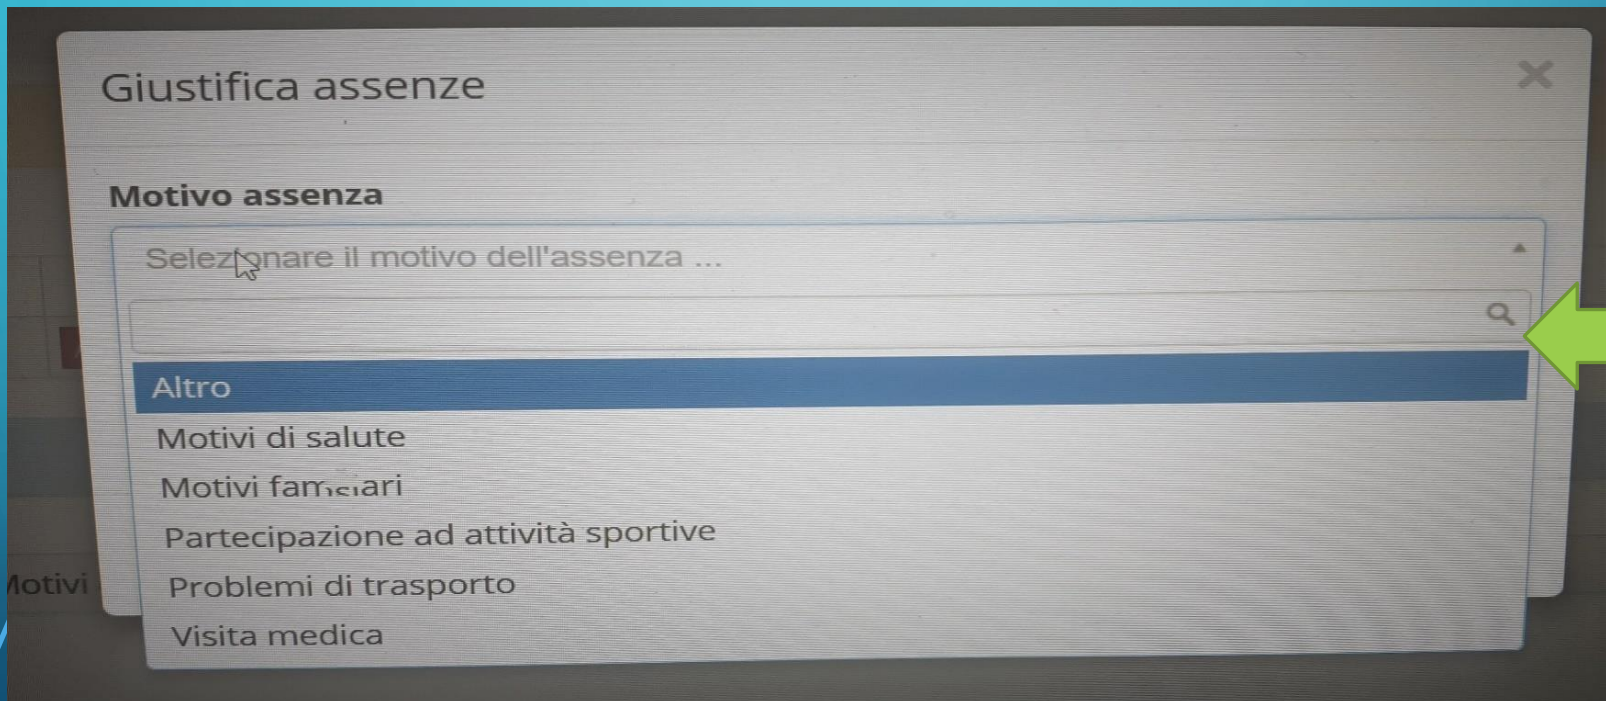 Giustifica assenze
Motivo assenza
Selezionare il motivo dell'assenza ...
Altro
Motivi di salute
Motivi
Partecipazione ad attività sportive
Problemi di trasporto
Motivi
Visita medica